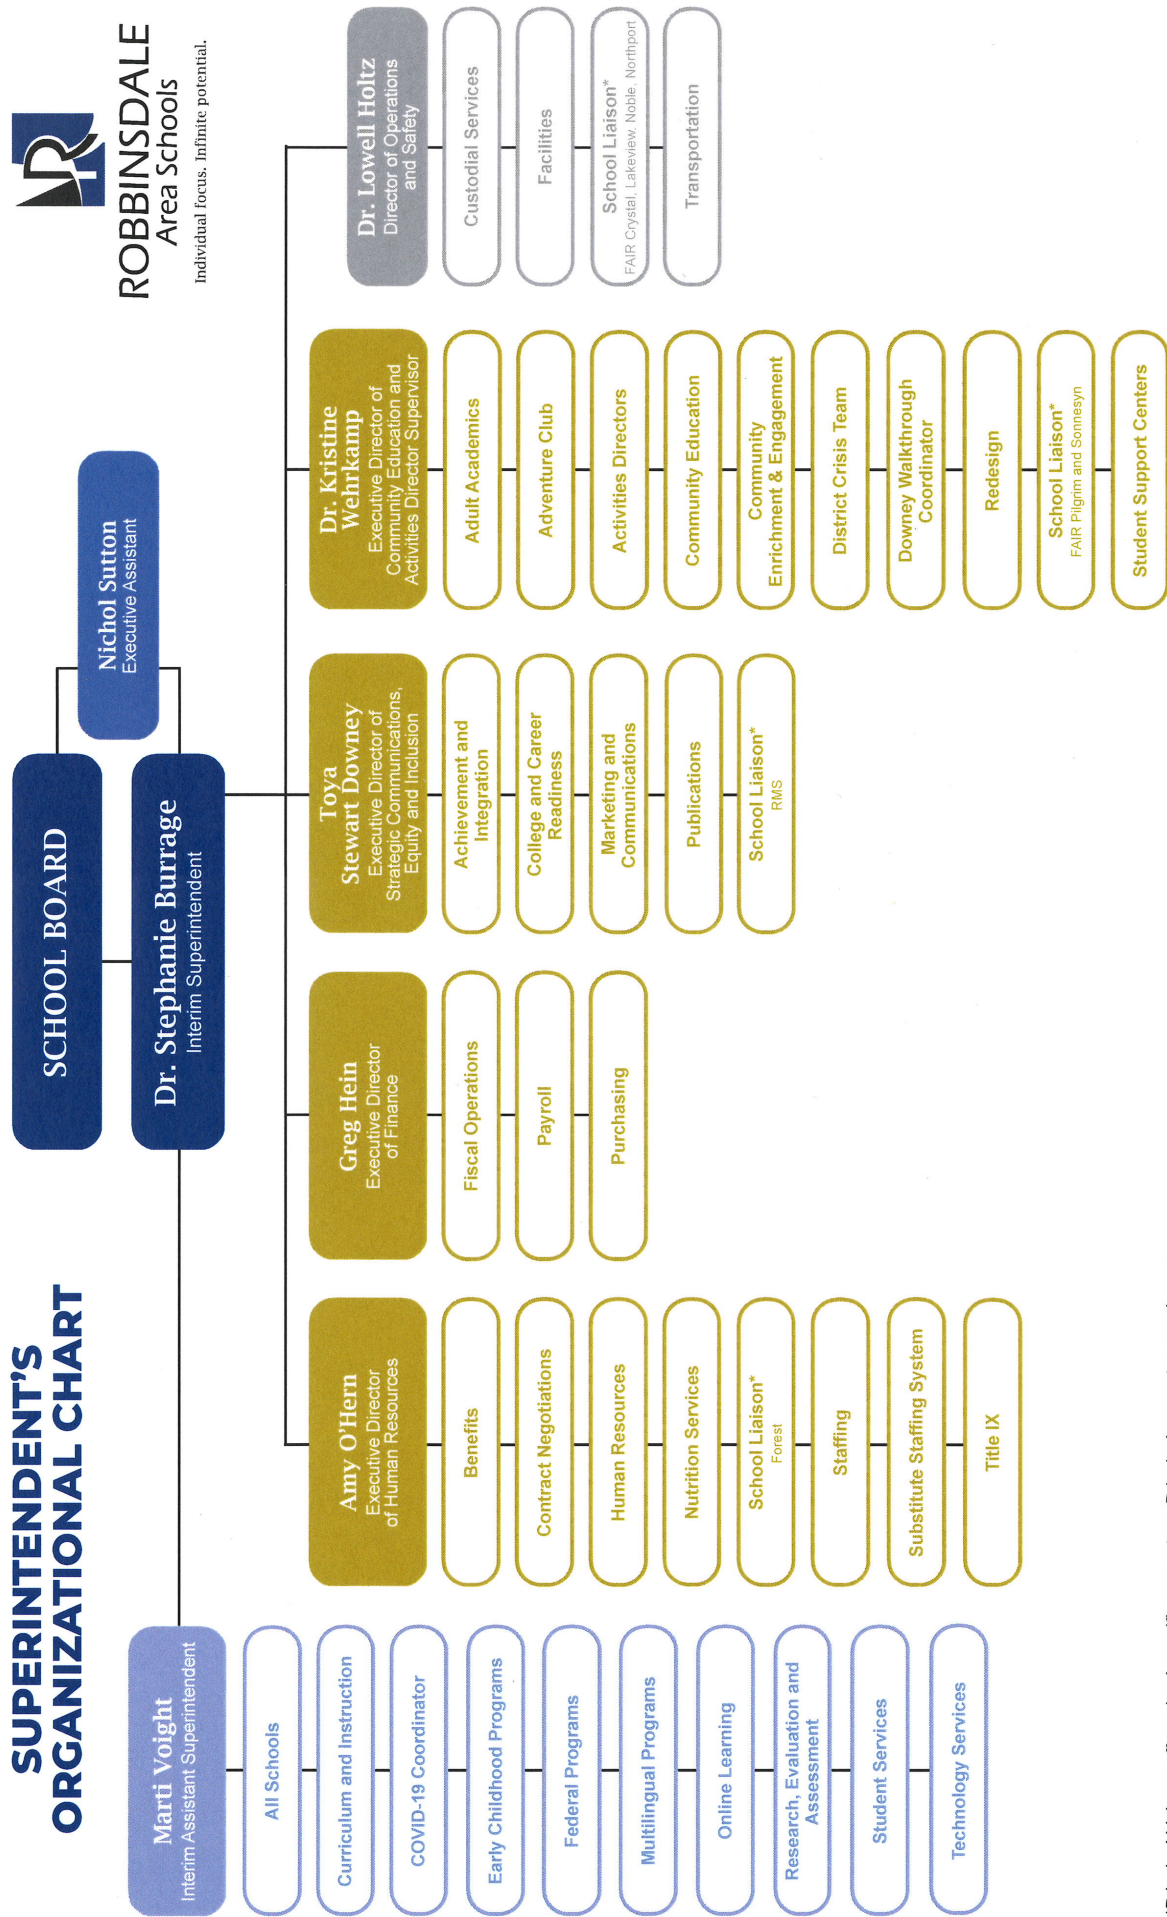 SUPERINTENDENT'S
ORGANIZATIONAL CHART
ROBBINSDALE
Area Schools
Individual focus. Infinite potential.
SCHOOL BOARD
Nichol Sutton
Executive Assistant
Dr. Stephanie Burrage
Interim Superintendent
Marti Voight
Interim Assistant Superintendent
All Schools
Curriculum and Instruction
COVID-19 Coordinator
Early Childhood Programs
Federal Programs
Multilingual Programs
Online Learning
Research, Evaluation and
Assessment
Student Services
Technology Services
Amy O'Hern
Executive Director
of Human Resources
Benefits
Contract Negotiations
Human Resources
Nutrition Services
School Liaison*
Forest
Staffing
Substitute Staffing System
Title IX
Greg Hein
Executive Director
of Finance
Fiscal Operations
Payroll
Purchasing
Toya
Stewart Downey
Executive Director of
Strategic Communications,
Equity and Inclusion
Achievement and
Integration
College and Career
Readiness
Marketing and
Communications
Publications
School Liaison*
RMS
Dr. Kristine
Wehrkamp
Executive Director of
Community Education and
Activities Director Supervisor
Adult Academics
Adventure Club
Activities Directors
Community Education
Community
Enrichment & Engagement
District Crisis Team
Downey Walkthrough
Coordinator
Redesign
School Liaison*
FAIR Pilgrim and Sonnesyn
Student Support Centers
Dr. Lowell Holtz
Director of Operations
and Safety
Custodial Services
Facilities
School Liaison*
FAIR Crystal, Lakeview, Noble, Northport
Transportation